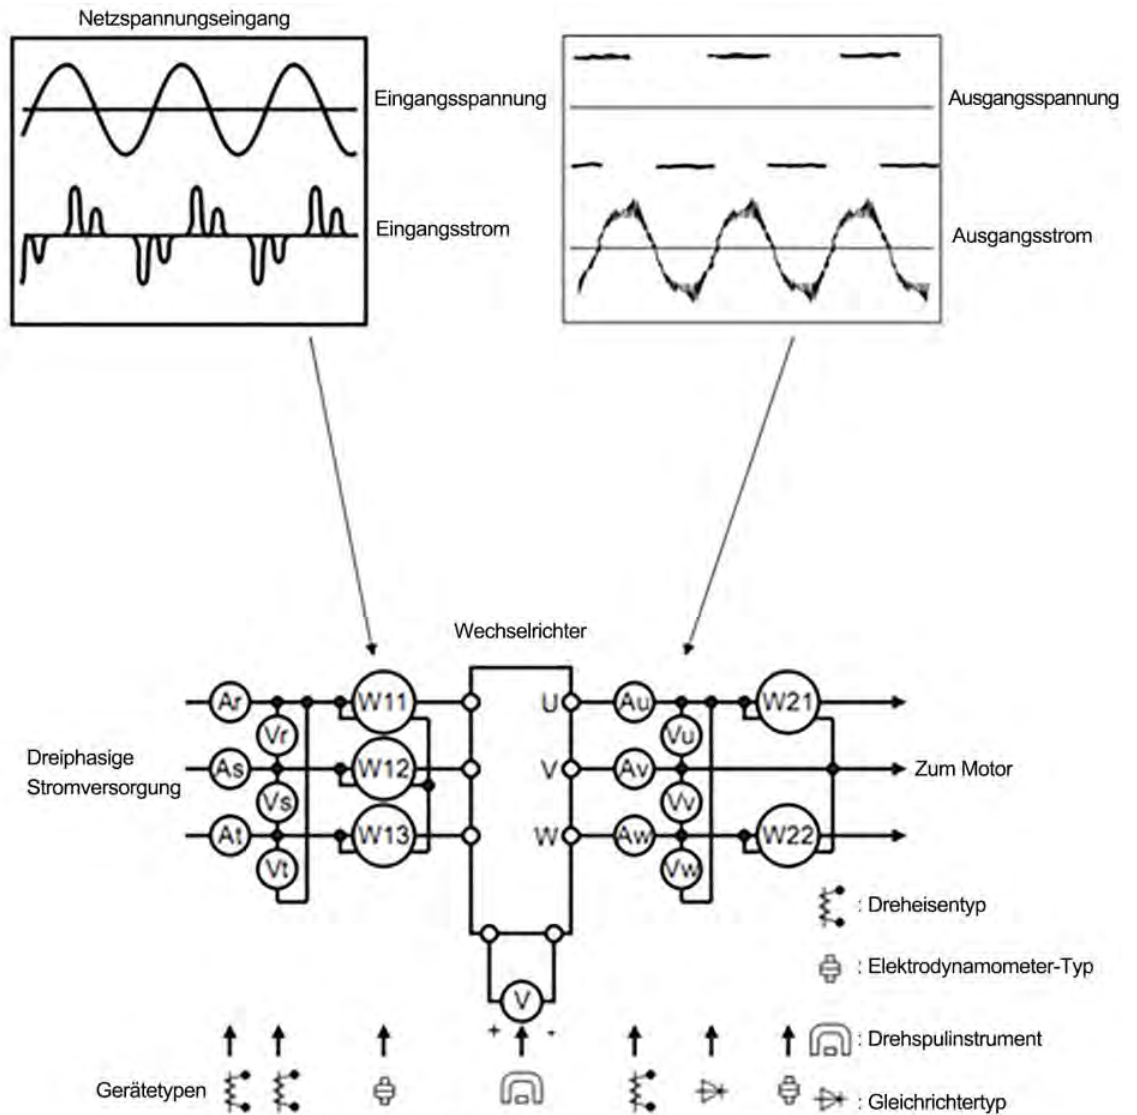 Netzspannungseingang
Eingangsspannung
Eingangsstrom
Ausgangsspannung
Ausgangsstrom
Wechselrichter
Dreiphasige
Stromversorgung
Ar
Vr
W11
U
Au
Vu
W21
As
Vs
W12
V
Av
Vv
Zum Motor
At
Vt
W13
W
Aw
Vw
W22
V
+ -
: Dreheisentyp
: Elektrodynamometer-Typ
: Drehspulinstrument
: Gleichrichtertyp
Gerätetypen